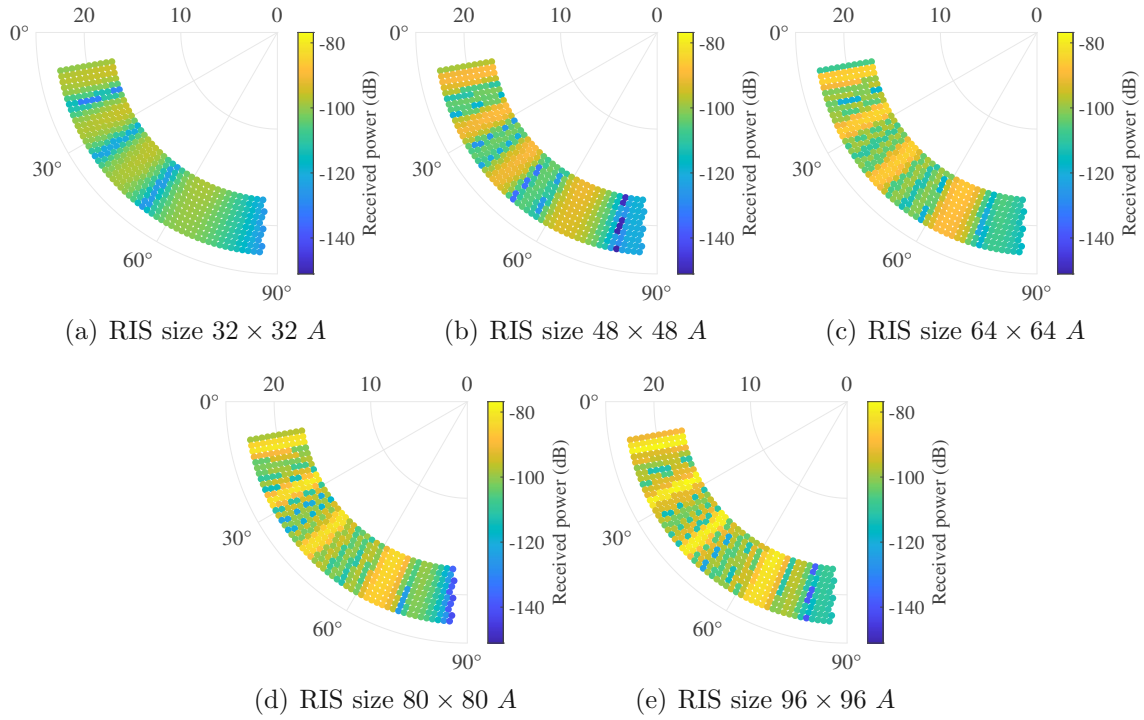 20 10 0
0°
30°
60°
90°
-80
-100
-120
-140
Received power (dB)
(a) RIS size 32 × 32 A
20 10 0
0°
30°
60°
90°
-80
-100
-120
-140
Received power (dB)
(b) RIS size 48 × 48 A
20 10 0
0°
30°
60°
90°
-80
-100
-120
-140
Received power (dB)
(c) RIS size 64 × 64 A
20 10 0
0°
30°
60°
90°
-80
-100
-120
-140
Received power (dB)
(d) RIS size 80 × 80 A
20 10 0
0°
30°
60°
90°
-80
-100
-120
-140
Received power (dB)
(e) RIS size 96 × 96 A